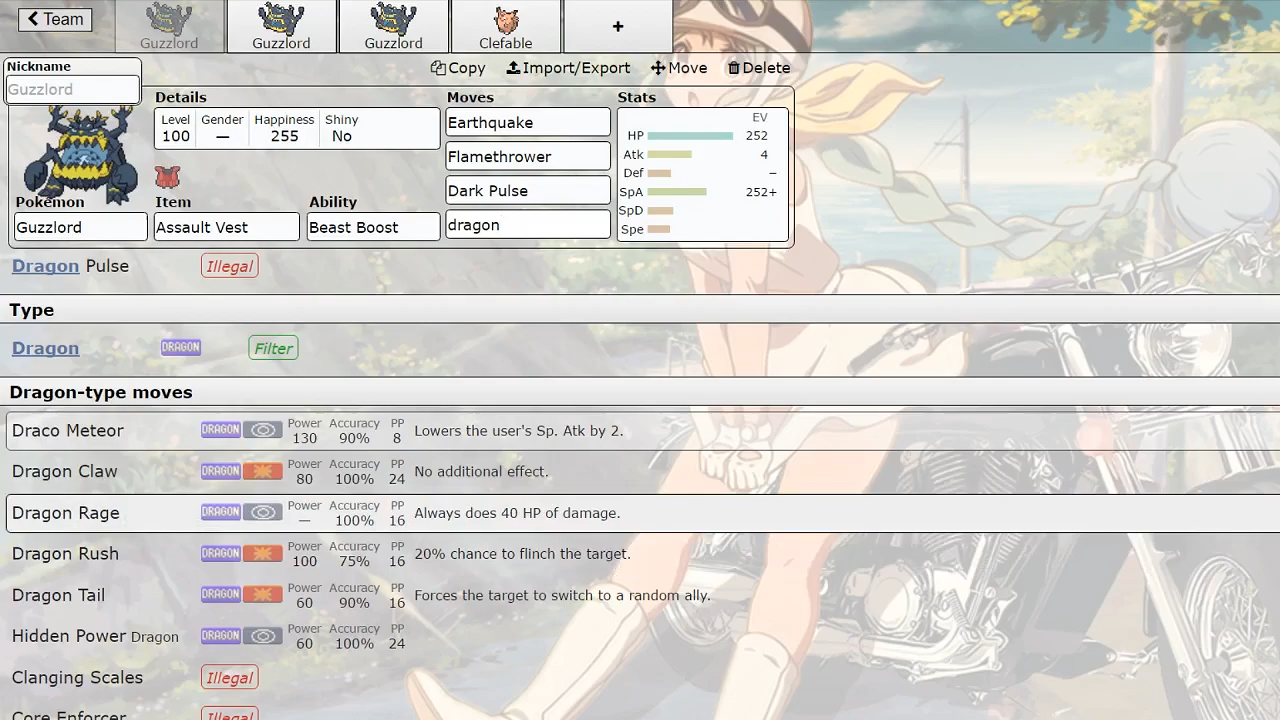 Team
Guzzlord
Guzzlord
Guzzlord
Clefable
+
Nickname
Guzzlord
Copy
Import/Export
Move
Delete
Details
Level
100
Gender
—
Happiness
255
Shiny
No
Moves
Earthquake
Flamethrower
Dark Pulse
dragon
Stats
EV
HP 252
Atk 4
Def –
SpA 252+
SpD
Spe
Pokémon
Guzzlord
Item
Assault Vest
Ability
Beast Boost
Dragon Pulse Illegal
Type
Dragon DRAGON Filter
Dragon-type moves
Draco Meteor DRAGON Power 130 Accuracy 90% PP 8 Lowers the user's Sp. Atk by 2.
Dragon Claw DRAGON Power 80 Accuracy 100% PP 24 No additional effect.
Dragon Rage DRAGON Power — Accuracy 100% PP 16 Always does 40 HP of damage.
Dragon Rush DRAGON Power 100 Accuracy 75% PP 16 20% chance to flinch the target.
Dragon Tail DRAGON Power 60 Accuracy 90% PP 16 Forces the target to switch to a random ally.
Hidden Power Dragon DRAGON Power 60 Accuracy 100% PP 24
Clanging Scales Illegal
Core Enforcer Illegal